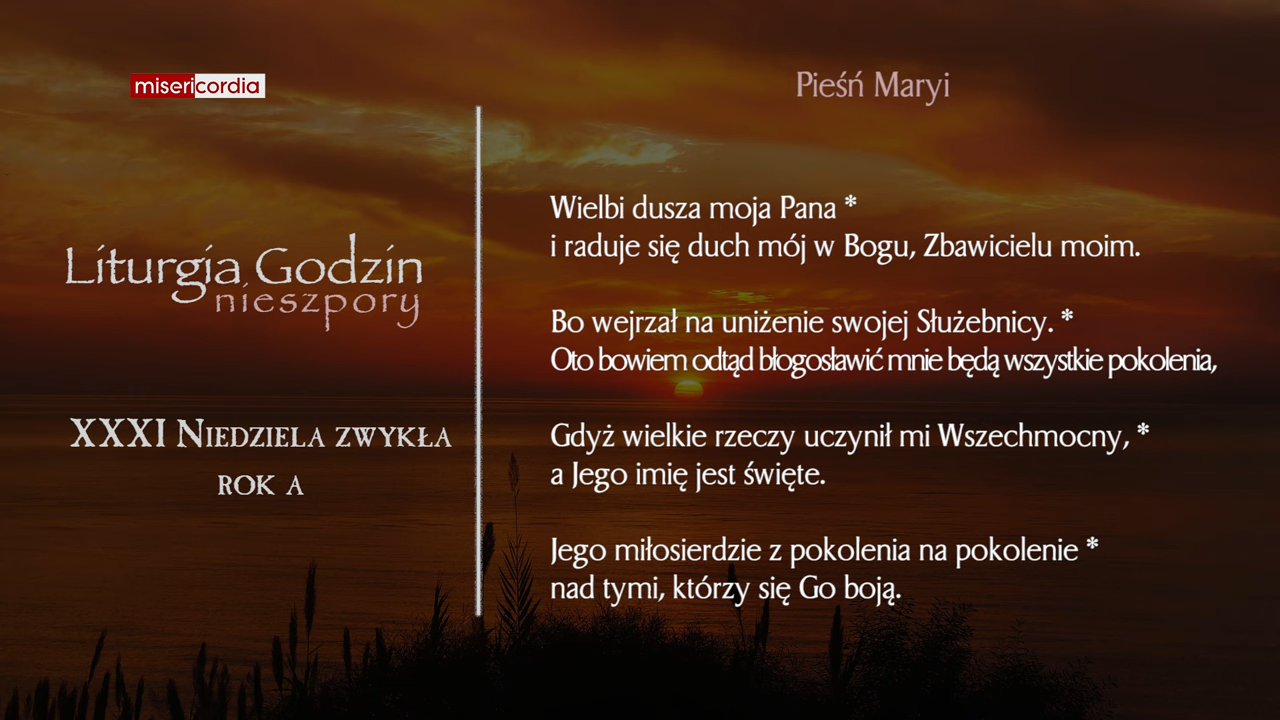 misericordia
Liturgia Godzin
nieszpory
XXXI Niedziela zwykła
rok A
Pieśń Maryi
Wielbi dusza moja Pana *
i raduje się duch mój w Bogu, Zbawicielu moim.
Bo wejrzał na uniżenie swojej Służebnicy. *
Oto bowiem odtąd błogosławić mnie będą wszystkie pokolenia,
Gdyż wielkie rzeczy uczynił mi Wszechmocny, *
a Jego imię jest święte.
Jego miłosierdzie z pokolenia na pokolenie *
nad tymi, którzy się Go boją.